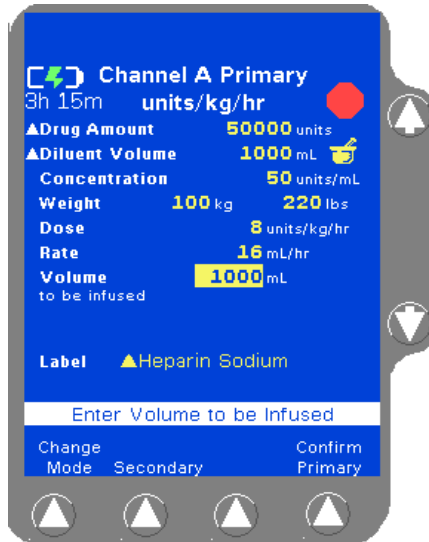 Channel A Primary
3h 15m units/kg/hr
▲Drug Amount 50000 units
▲Diluent Volume 1000 mL
Concentration 50 units/mL
Weight 100 kg 220 lbs
Dose 8 units/kg/hr
Rate 16 mL/hr
Volume 1000 mL
to be infused
Label ▲Heparin Sodium
Enter Volume to be Infused
Change Confirm
Mode Secondary Primary